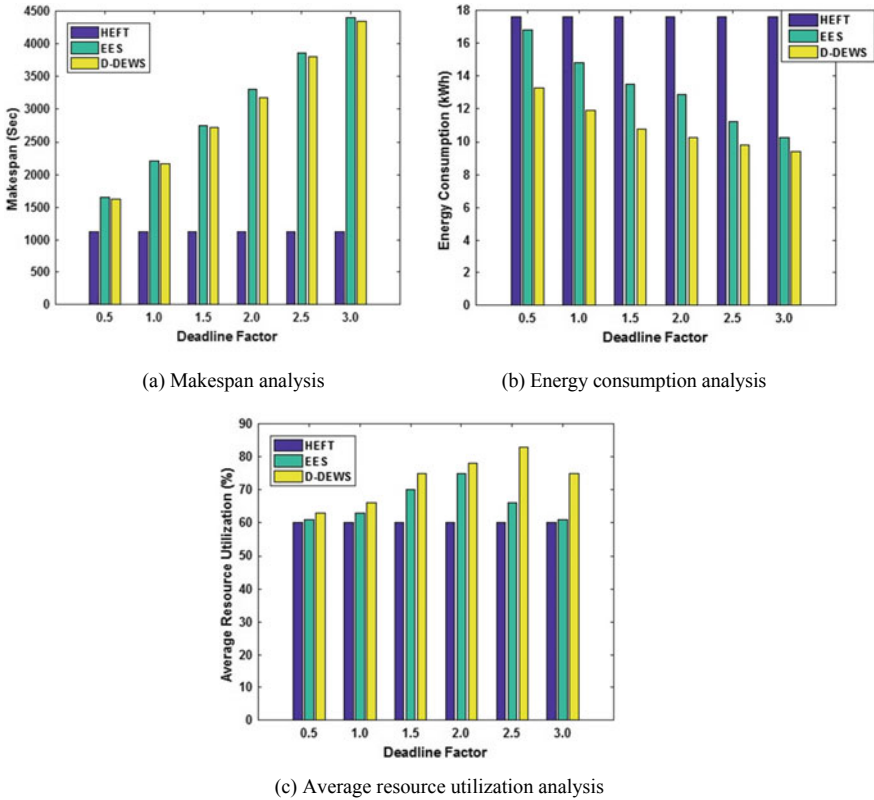 4500
4000
3500
3000
2500
2000
1500
1000
500
0
Makespan (Sec)
HEFT
EES
D-DEWS
0.5 1.0 1.5 2.0 2.5 3.0
Deadline Factor
(a) Makespan analysis
18
16
14
12
10
8
6
4
2
0
Energy Consumption (kWh)
HEFT
EES
D-DEWS
0.5 1.0 1.5 2.0 2.5 3.0
Deadline Factor
(b) Energy consumption analysis
90
80
70
60
50
40
30
20
10
0
Average Resource Utilization (%)
HEFT
EES
D-DEWS
0.5 1.0 1.5 2.0 2.5 3.0
Deadline Factor
(c) Average resource utilization analysis